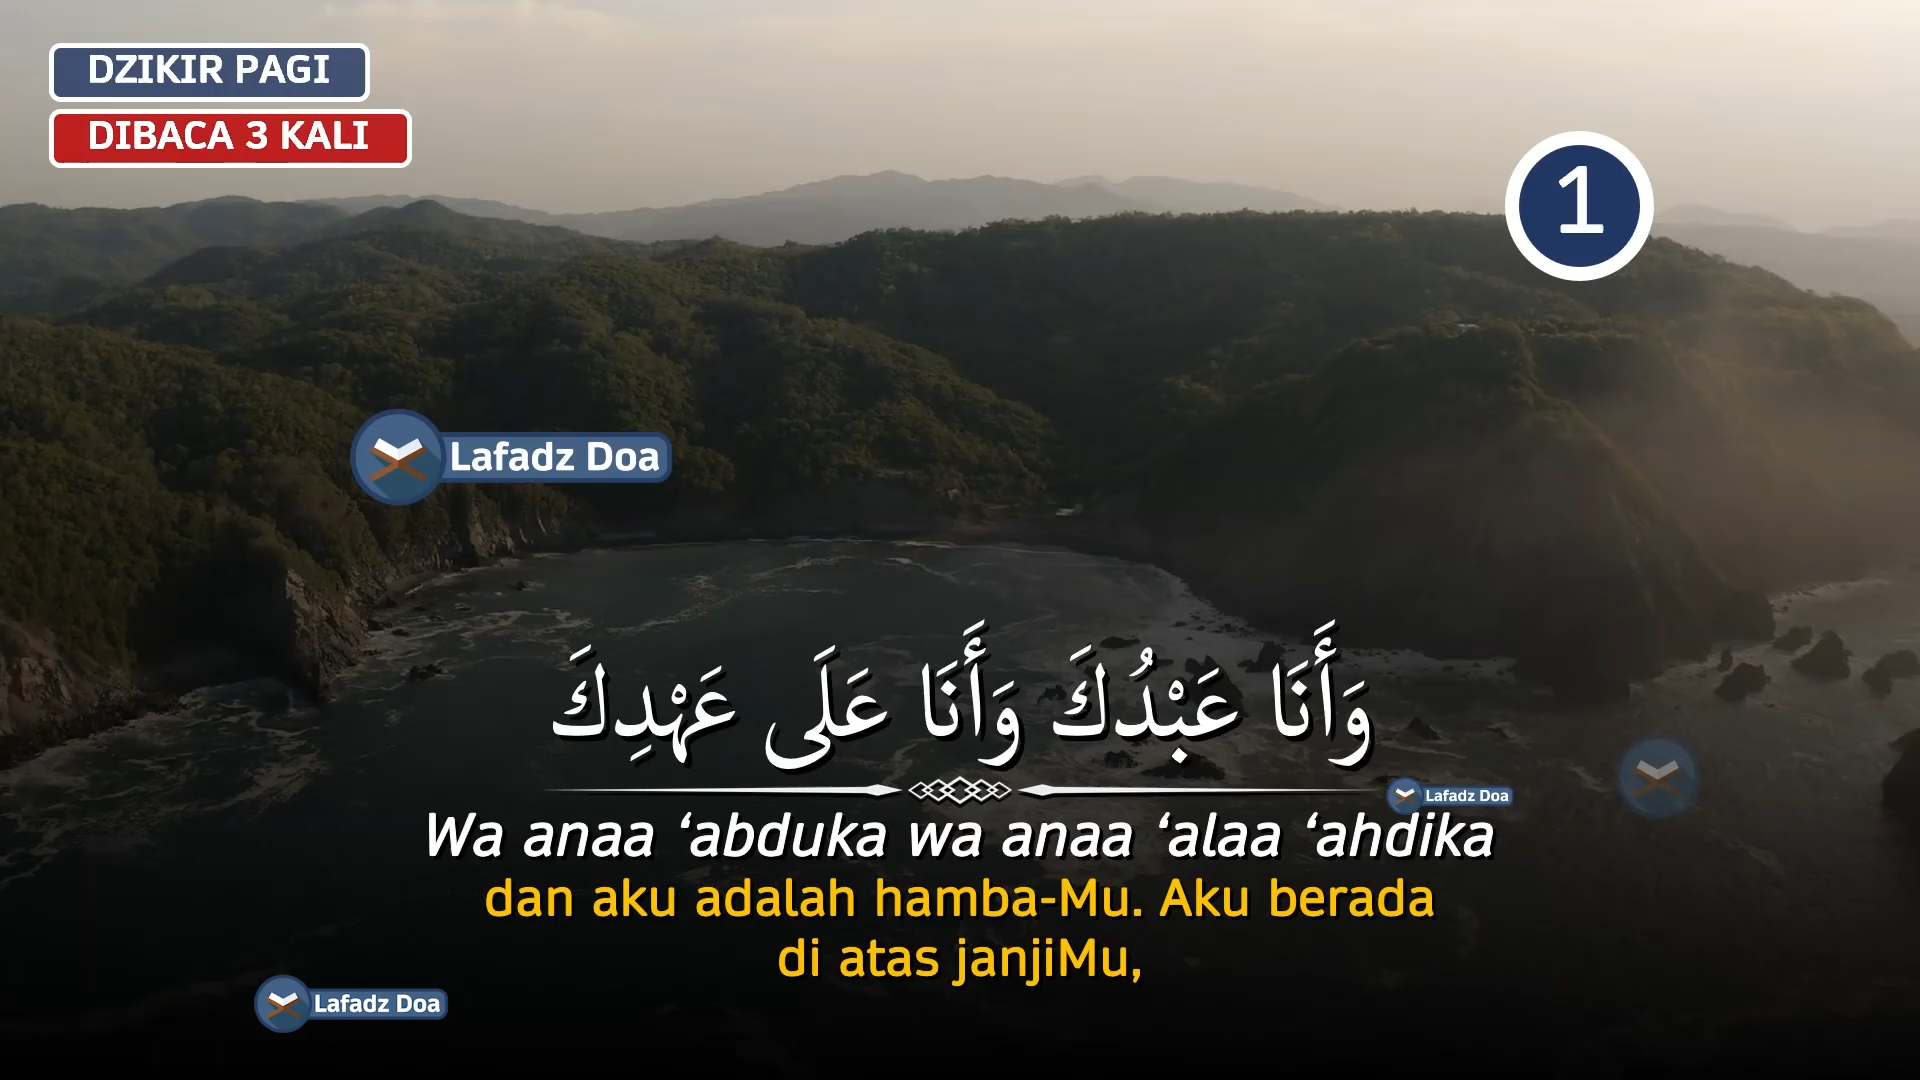 DZIKIR PAGI
DIBACA 3 KALI
1
Lafadz Doa
وَأَنَا عَبْدُكَ وَأَنَا عَلَى عَهْدِكَ
Lafadz Doa
Wa anaa ‘abduka wa anaa ‘alaa ‘ahdika
dan aku adalah hamba-Mu. Aku berada
di atas janjiMu,
Lafadz Doa